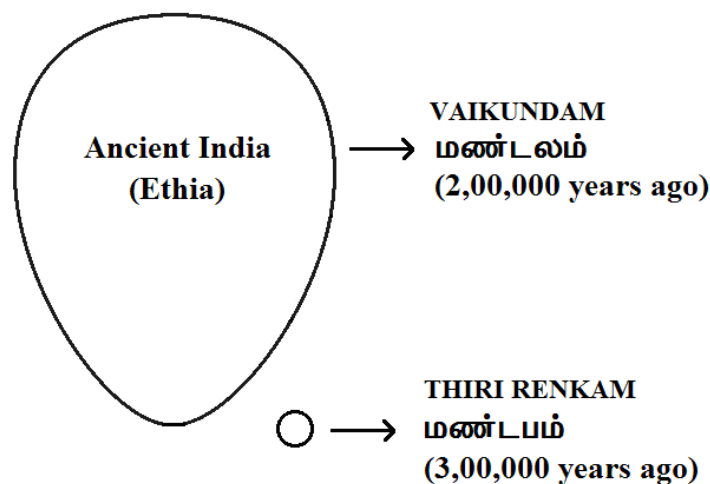 Ancient India
(Ethia)
VAIKUNDAM
மண்டலம்
(2,00,000 years ago)
THIRI RENKAM
மண்டபம்
(3,00,000 years ago)